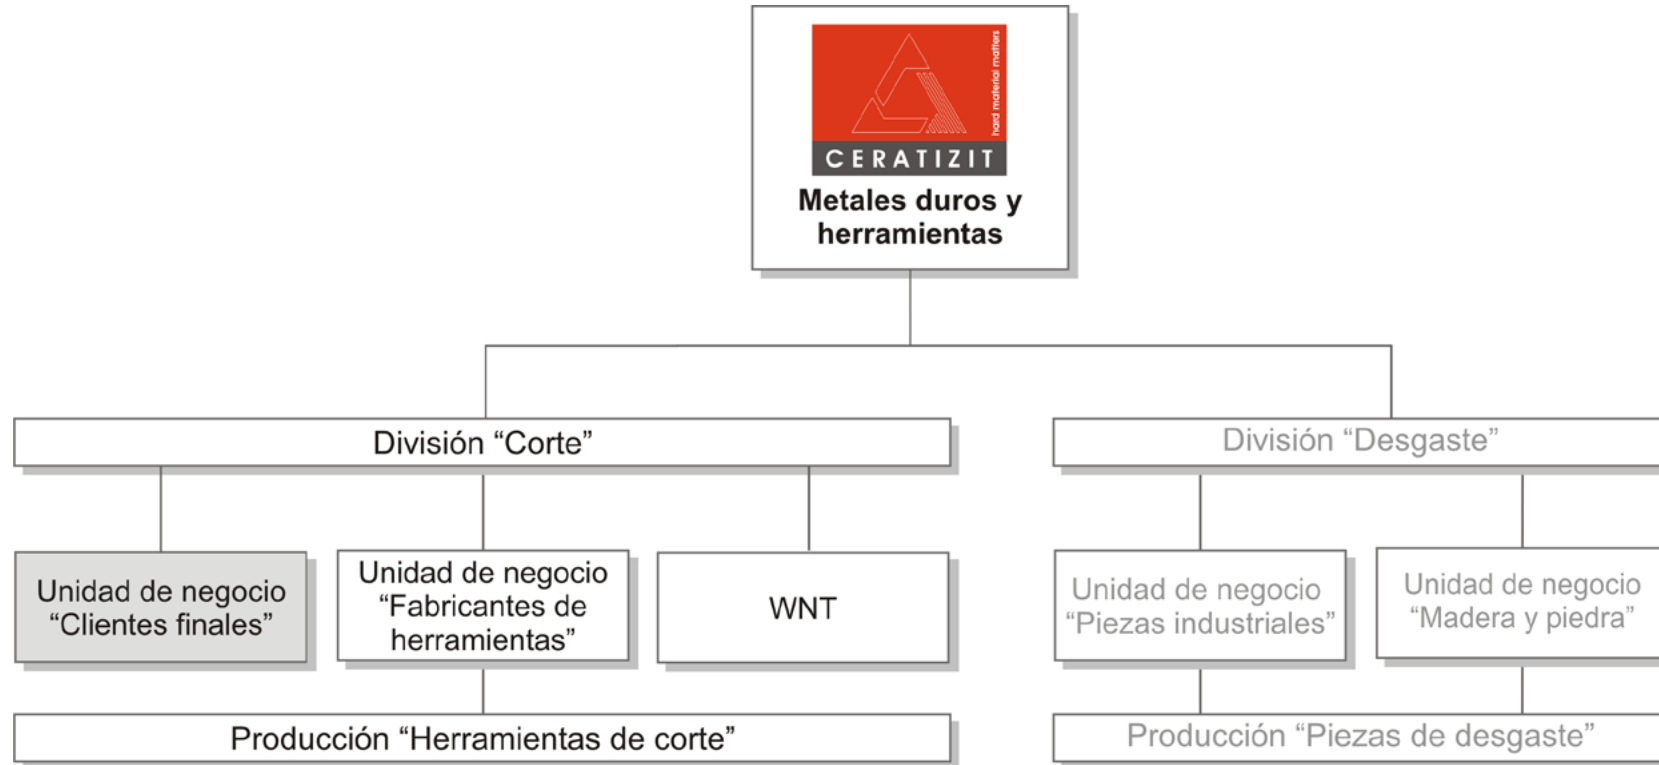 hard material matters
CERATIZIT
Metales duros y
herramientas
División “Corte”
División “Desgaste”
Unidad de negocio
“Clientes finales”
Unidad de negocio
“Fabricantes de
herramientas”
WNT
Unidad de negocio
“Piezas industriales”
Unidad de negocio
“Madera y piedra”
Producción “Herramientas de corte”
Producción “Piezas de desgaste”